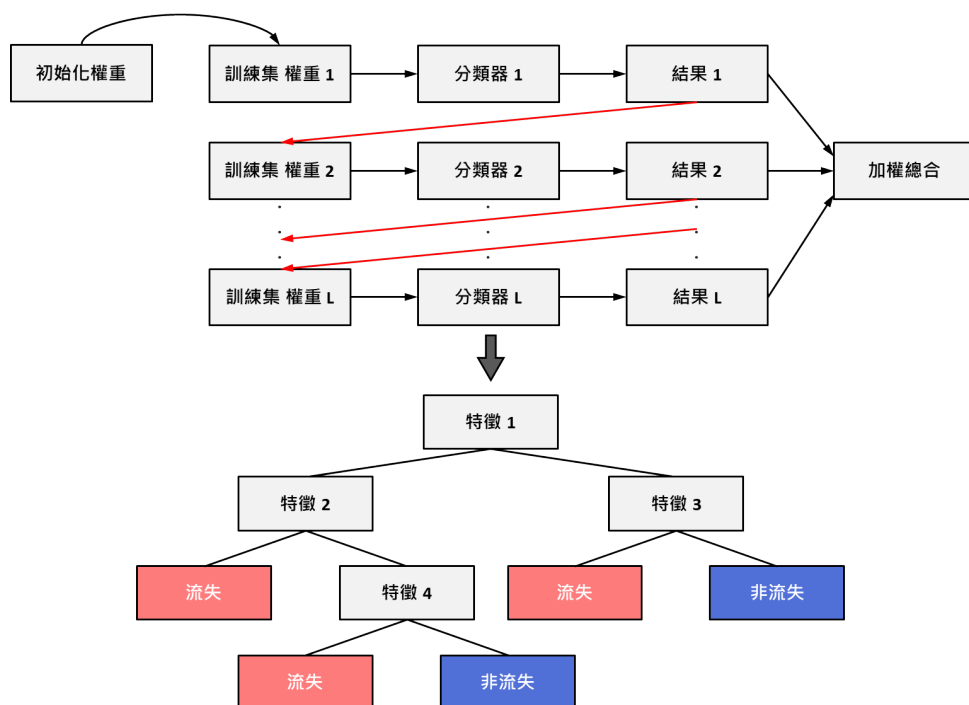 初始化權重
訓練集 權重 1
分類器 1
結果 1
訓練集 權重 2
分類器 2
結果 2
加權總合
訓練集 權重 L
分類器 L
結果 L
特徵 1
特徵 2
特徵 3
流失
特徵 4
流失
非流失
流失
非流失